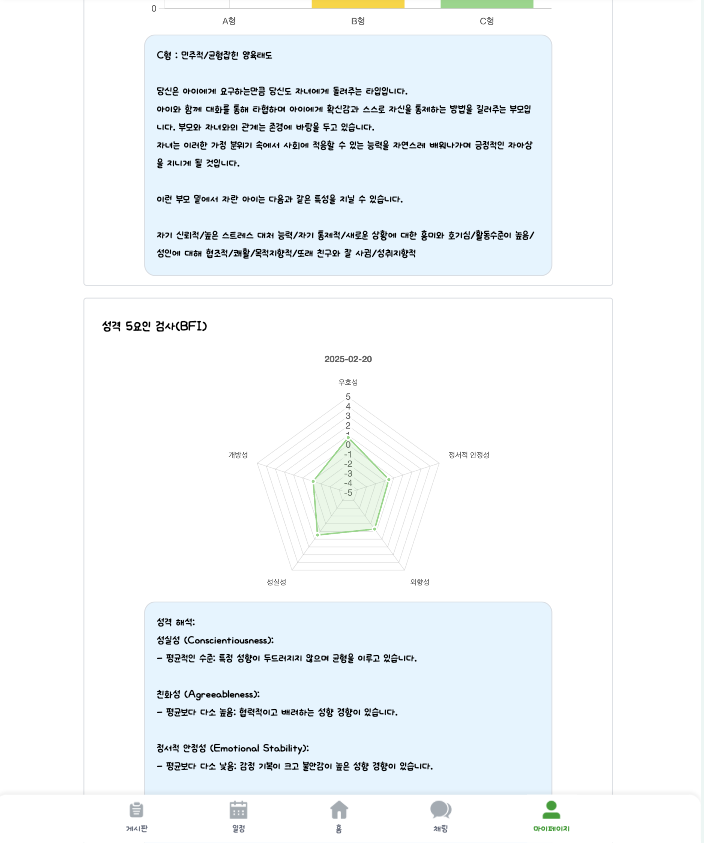 0
A형 B형 C형
C형 : 민주적/균형잡힌 양육태도
당신은 아이에게 요구하는만큼 당신도 자녀에게 돌려주는 타입입니다.
아이와 함께 대화를 통해 타협하며 아이에게 확신감과 스스로 자신을 통제하는 방법을 길러주는 부모입
니다. 부모와 자녀와의 관계는 존경에 바탕을 두고 있습니다.
자녀는 이러한 가정 분위기 속에서 사회에 적응할 수 있는 능력을 자연스레 배워나가며 긍정적인 자아상
을 지니게 될 것입니다.
이런 부모 밑에서 자란 아이는 다음과 같은 특성을 지닐 수 있습니다.
자기 신뢰적/높은 스트레스 대처 능력/자기 통제적/새로운 상황에 대한 흥미와 호기심/활동수준이 높음/
성인에 대해 협조적/쾌활/목적지향적/또래 친구와 잘 사귐/성취지향적
성격 5요인 검사(BFI)
2025-02-20
우호성
5
4
3
2
1
0
-1
-2
-3
-4
-5
개방성
정서적 안정성
성실성
외향성
성격 해석:
성실성 (Conscientiousness):
- 평균적인 수준: 특정 성향이 두드러지지 않으며 균형을 이루고 있습니다.
친화성 (Agreeableness):
- 평균보다 다소 높음: 협력적이고 배려하는 성향 경향이 있습니다.
정서적 안정성 (Emotional Stability):
- 평균보다 다소 낮음: 감정 기복이 크고 불안감이 높은 성향 경향이 있습니다.
게시판 일정 홈 채팅 마이페이지